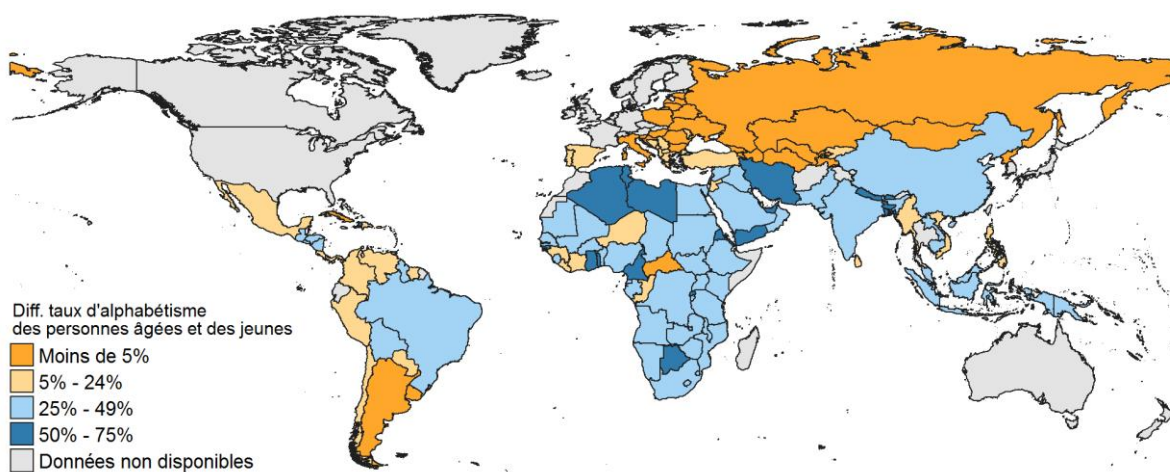 Diff. taux d'alphabétisme
des personnes âgées et des jeunes
Moins de 5%
5% - 24%
25% - 49%
50% - 75%
Données non disponibles